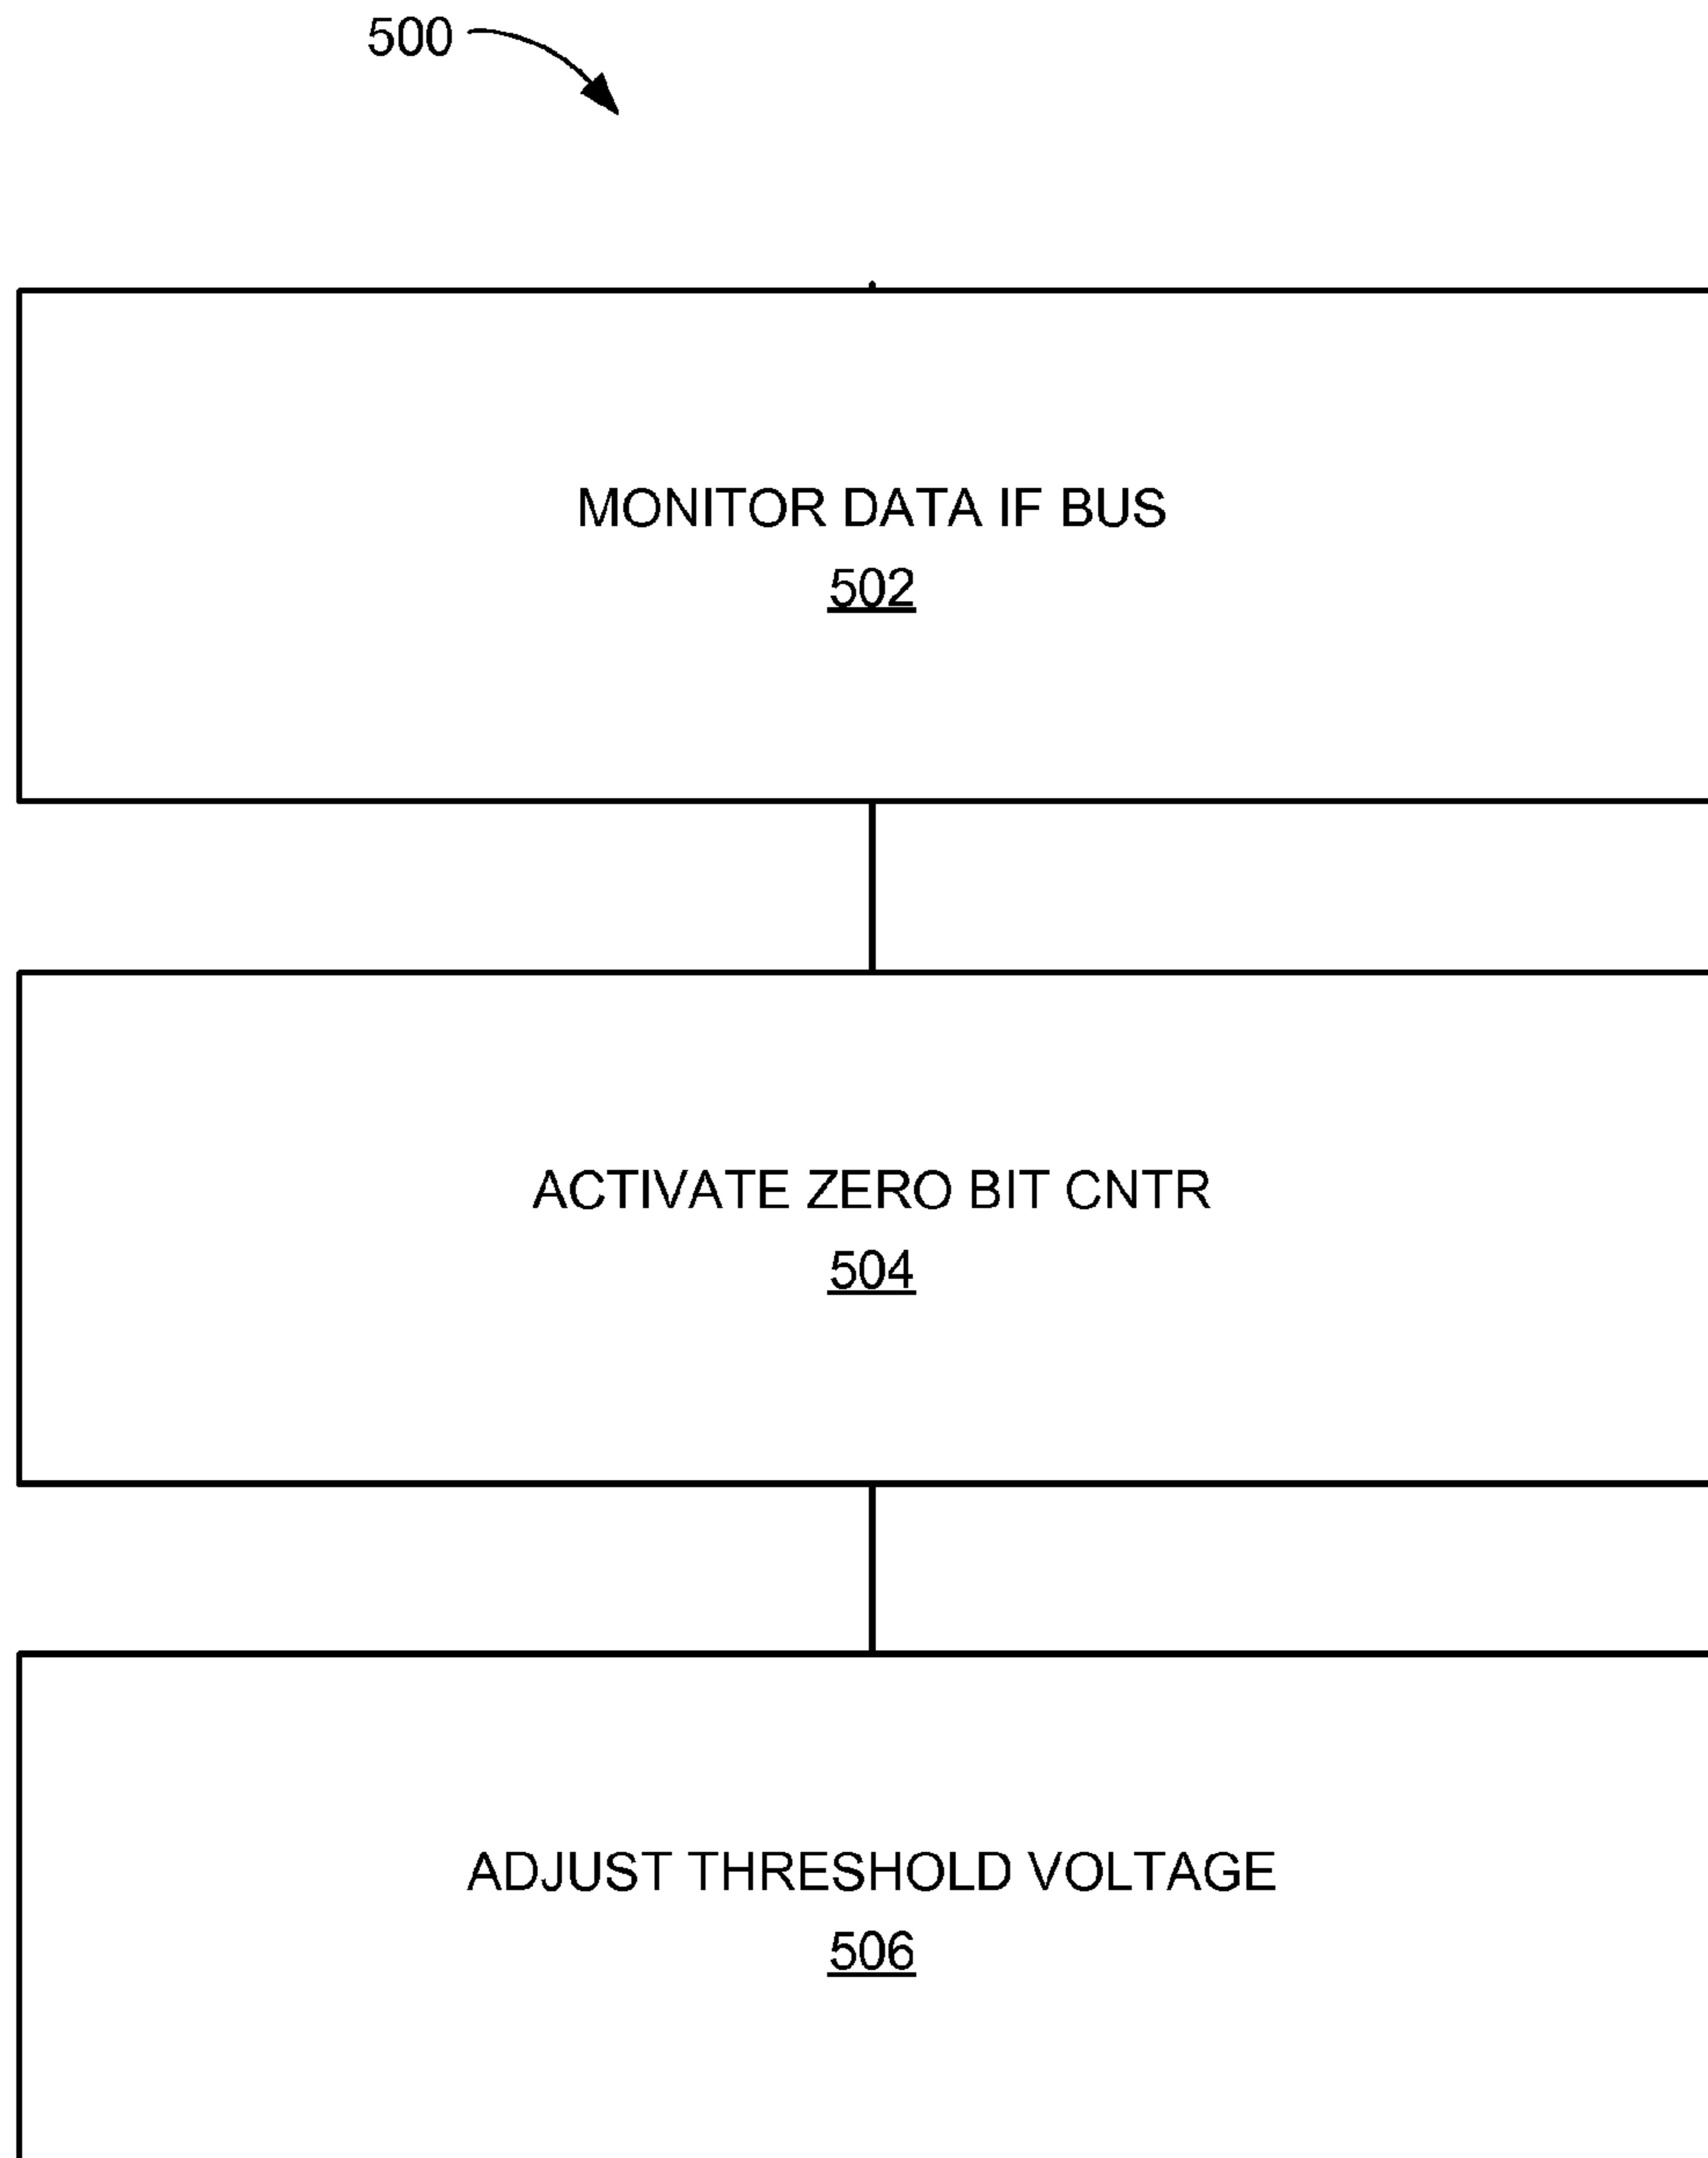 500
MONITOR DATA IF BUS
502
ACTIVATE ZERO BIT CNTR
504
ADJUST THRESHOLD VOLTAGE
506